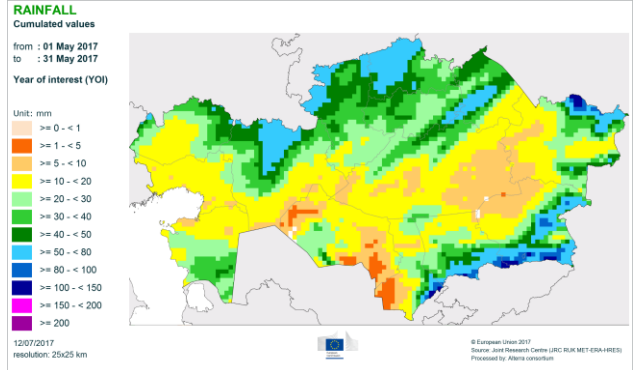 RAINFALL
Cumulated values
from : 01 May 2017
to : 31 May 2017
Year of interest (YOI)
Unit: mm
>= 0 - < 1
>= 1 - < 5
>= 5 - < 10
>= 10 - < 20
>= 20 - < 30
>= 30 - < 40
>= 40 - < 50
>= 50 - < 80
>= 80 - < 100
>= 100 - < 150
>= 150 - < 200
>= 200
12/07/2017
resolution: 25x25 km
© European Union 2017
Source: Joint Research Centre (JRC RUK MET-ERA-HRES)
Processed by: Alterra consortium